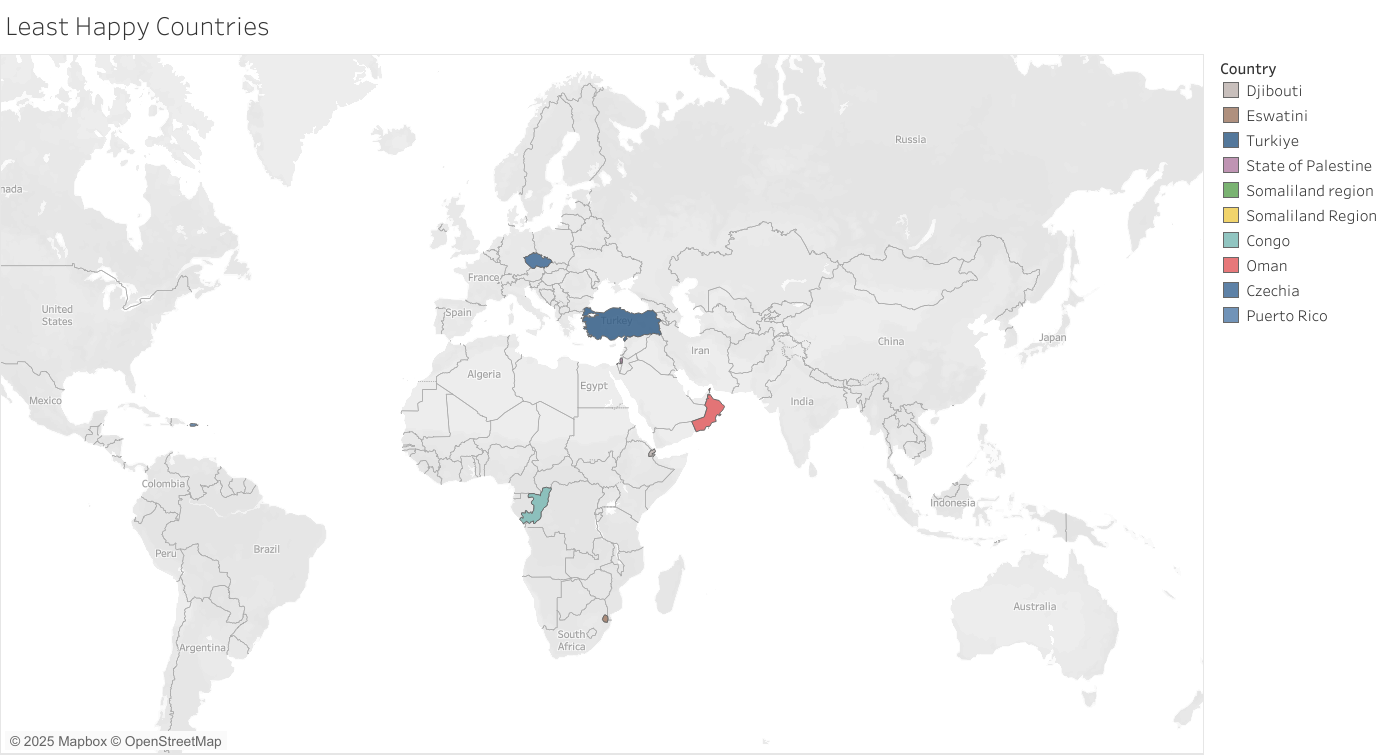 Least Happy Countries
Country
Djibouti
Eswatini
Turkiye
State of Palestine
Somaliland region
Somaliland Region
Congo
Oman
Czechia
Puerto Rico
Russia
nada
France
United
States
Spain
Turkey
Iran
China
Japan
Algeria
Egypt
Mexico
India
Colombia
Indonesia
Peru
Brazil
Australia
South
Africa
Argentina
© 2025 Mapbox © OpenStreetMap